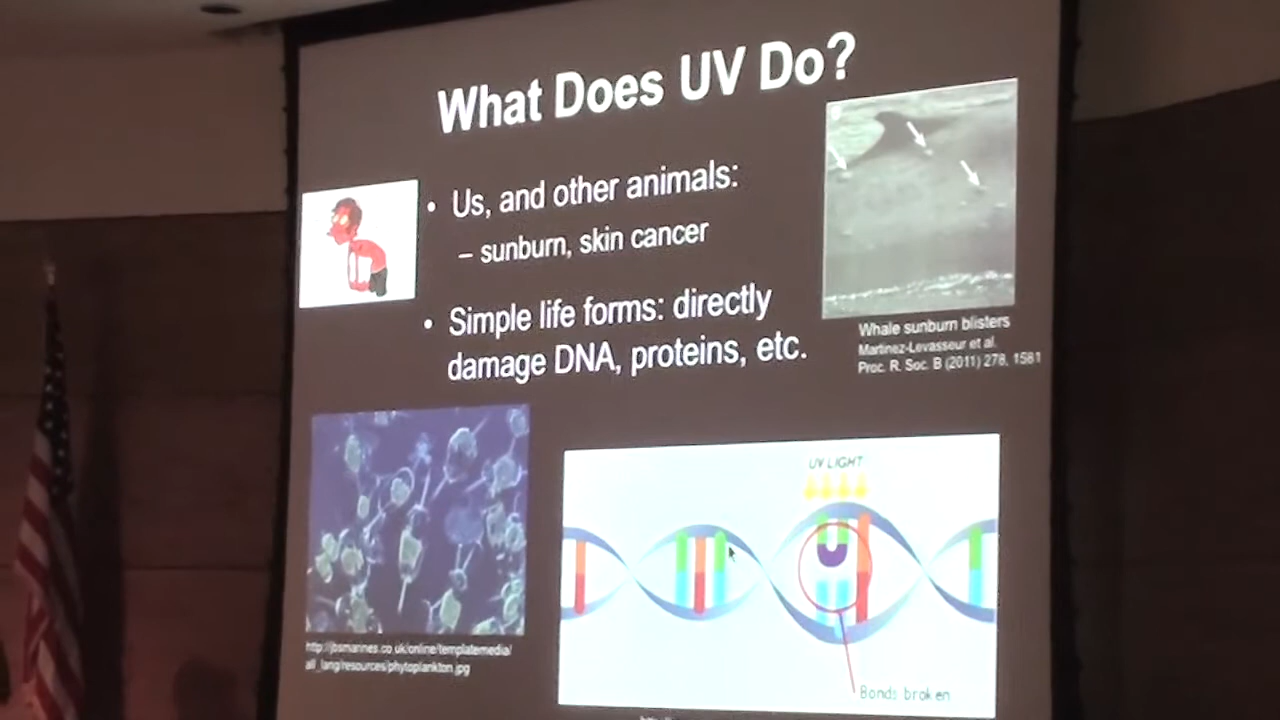 What Does UV Do?
• Us, and other animals:
– sunburn, skin cancer
• Simple life forms: directly
damage DNA, proteins, etc.
Whale sunburn blisters
Martinez-Levasseur et al.
Proc. R. Soc. B (2011) 278, 1581
http://jbsmarines.co.uk/online/templatemedia/
all_lang/resources/phytoplankton.jpg
UV LIGHT
Bonds broken